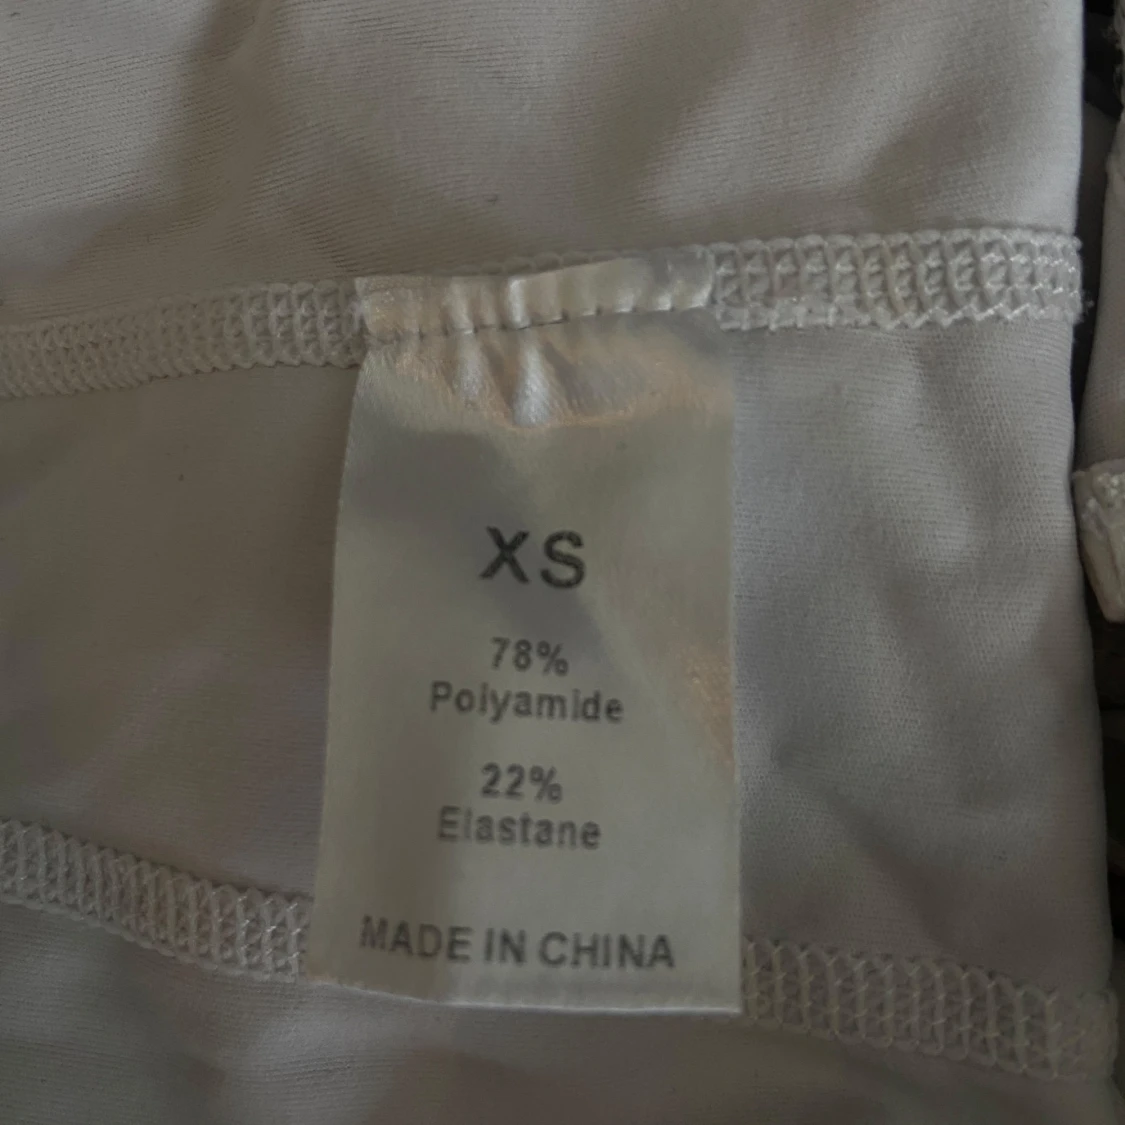 XS
78%
Polyamide
22%
Elastane
MADE IN CHINA